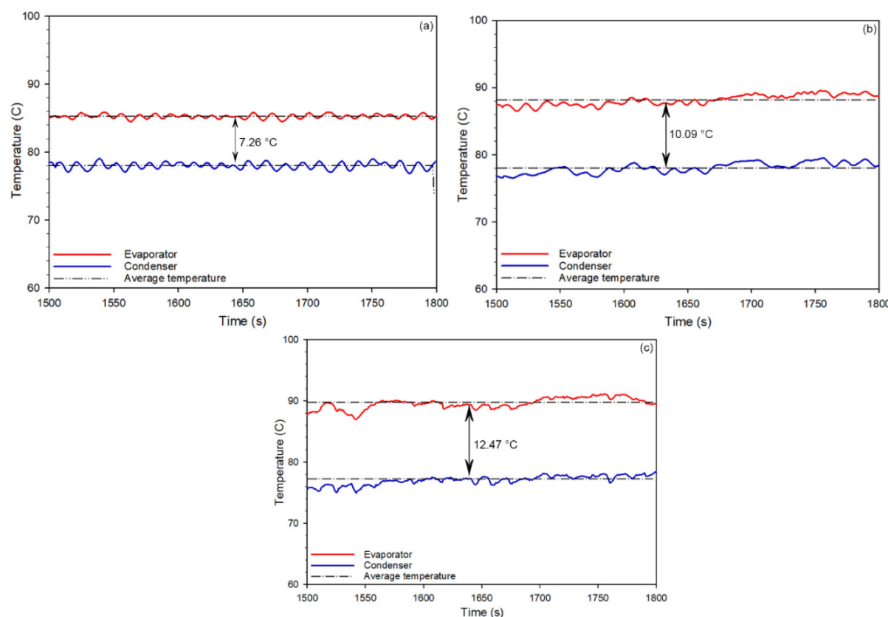 (a)
100
90
80
70
60
Temperature (C)
7.26 °C
Evaporator
Condenser
Average temperature
1500 1550 1600 1650 1700 1750 1800
Time (s)
(b)
100
90
80
70
60
Temperature (C)
10.09 °C
Evaporator
Condenser
Average temperature
1500 1550 1600 1650 1700 1750 1800
Time (s)
(c)
100
90
80
70
60
Temperature (C)
12.47 °C
Evaporator
Condenser
Average temperature
1500 1550 1600 1650 1700 1750 1800
Time (s)